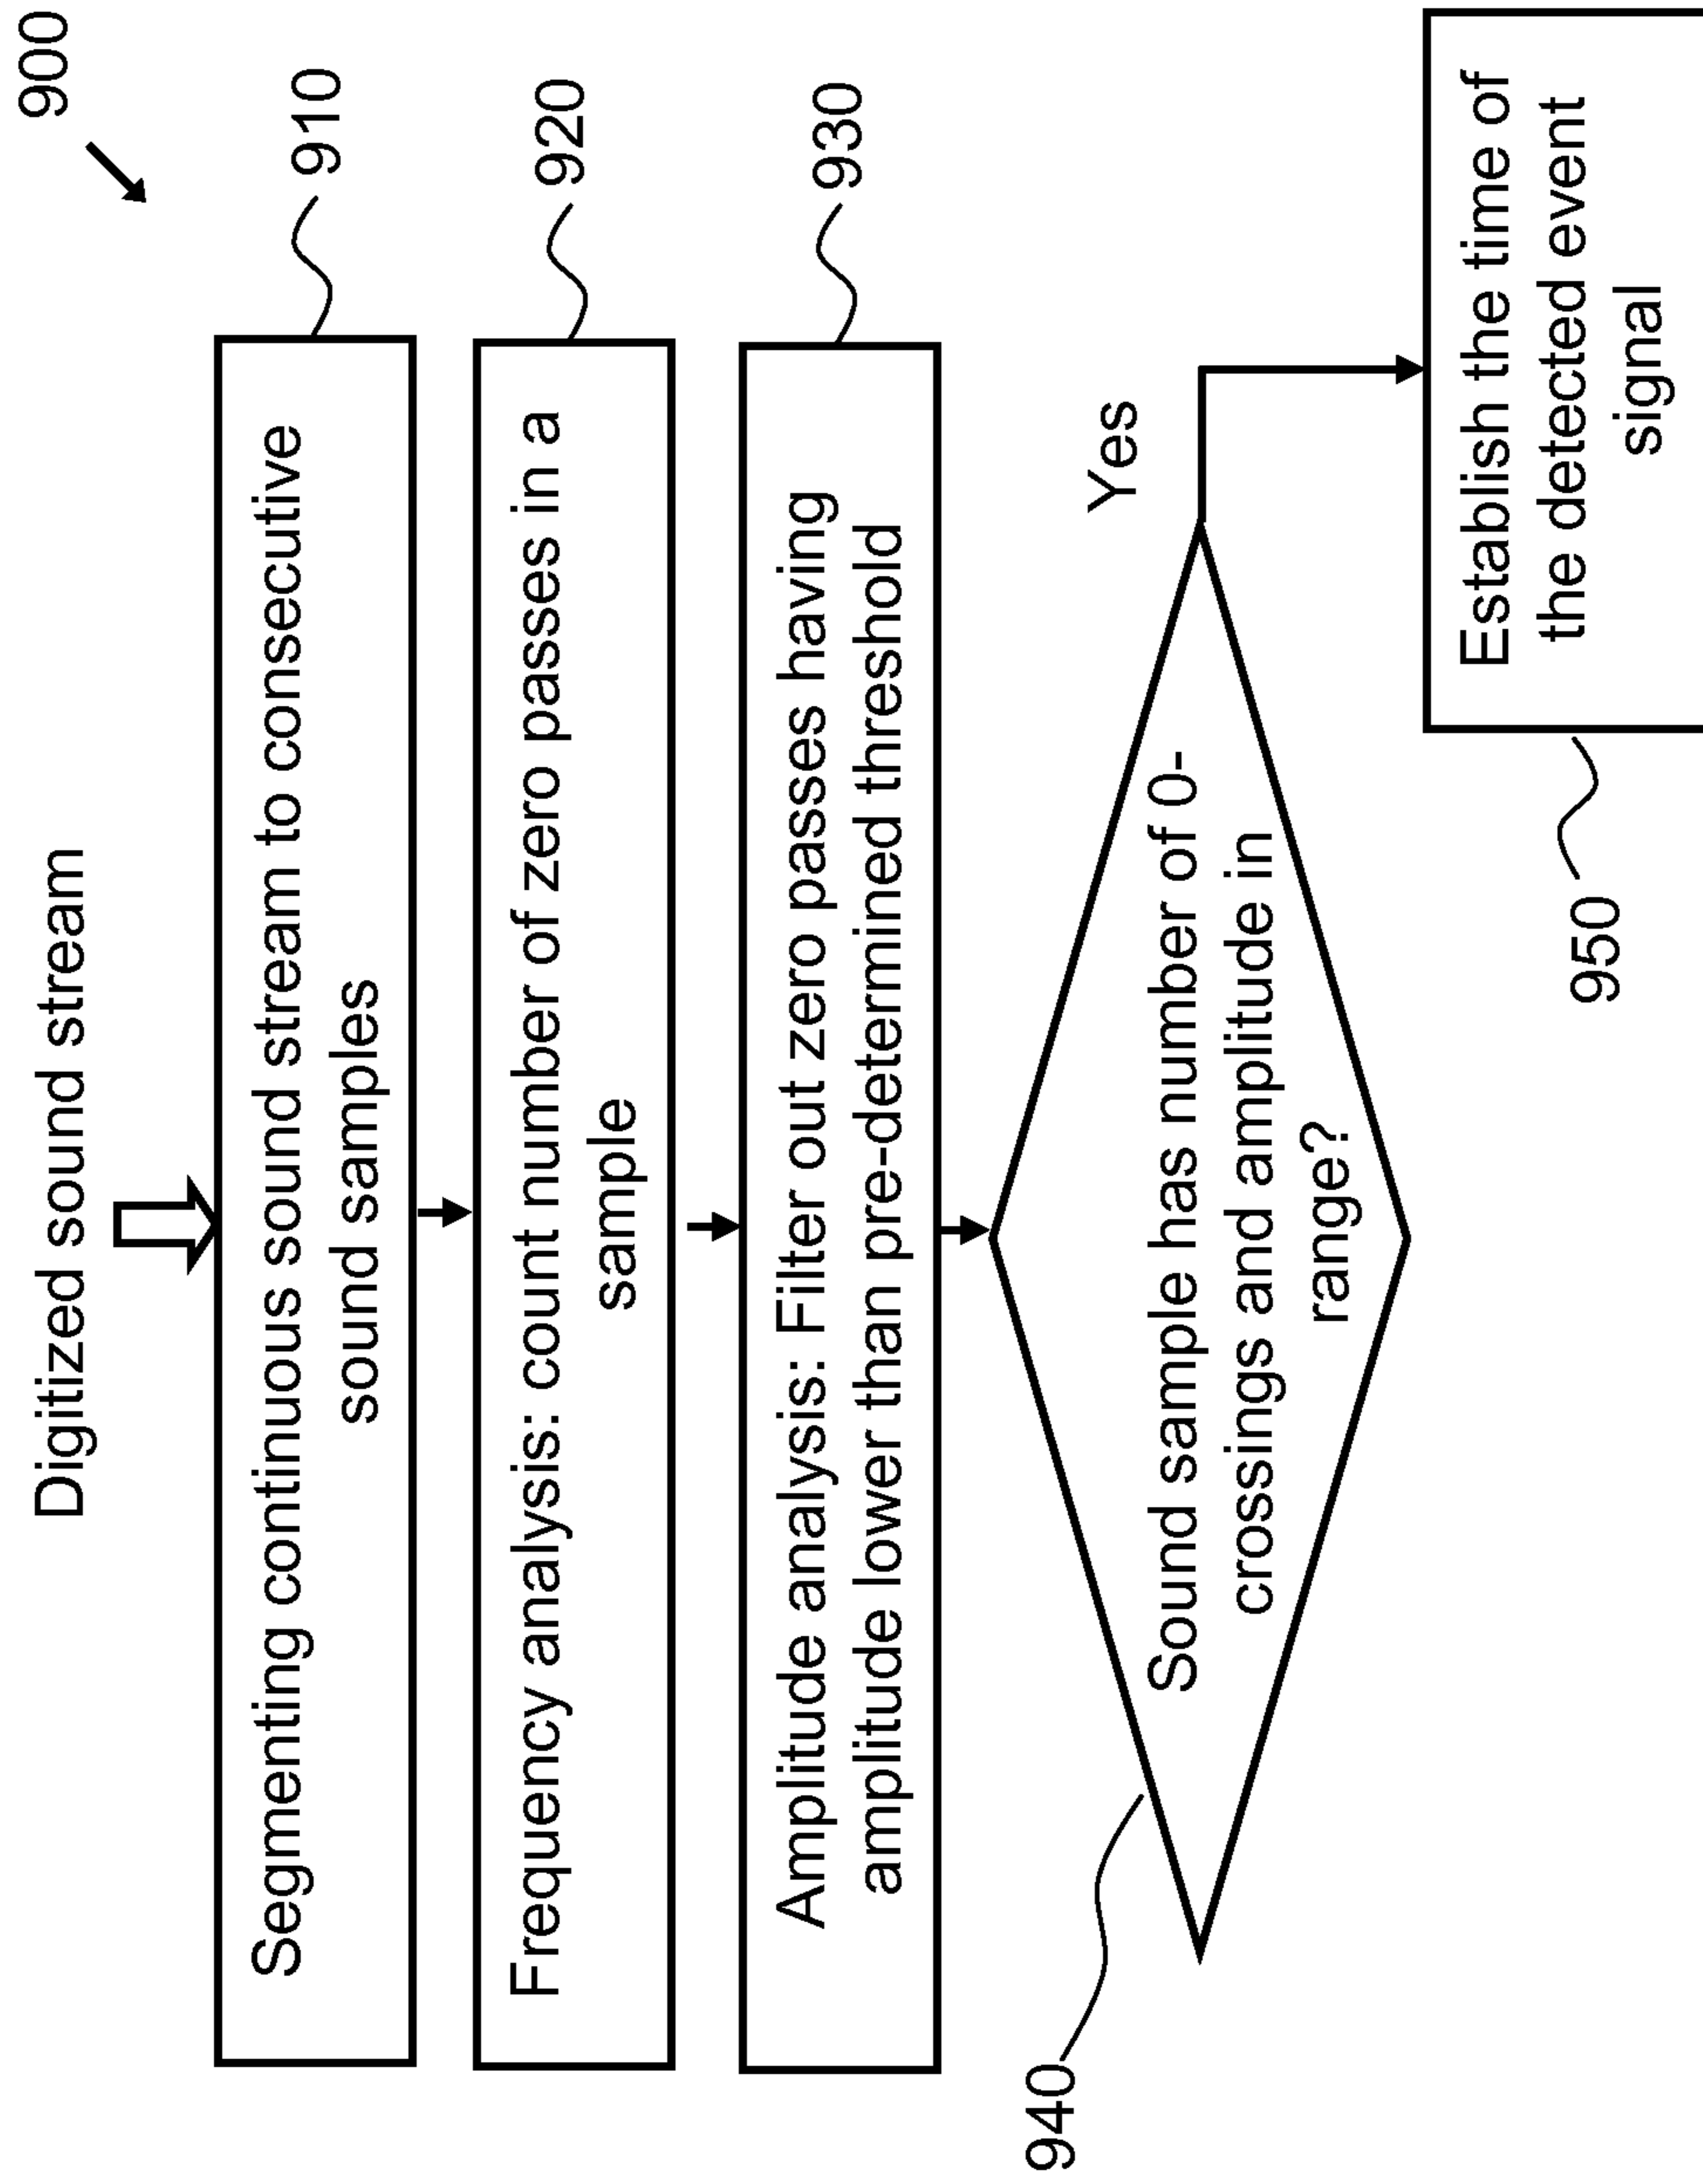 900
Digitized sound stream
Segmenting continuous sound stream to consecutive
sound samples
910
Frequency analysis: count number of zero passes in a
sample
920
Amplitude analysis: Filter out zero passes having
amplitude lower than pre-determined threshold
930
940
Sound sample has number of 0-
crossings and amplitude in
range?
Yes
950
Establish the time of
the detected event
signal